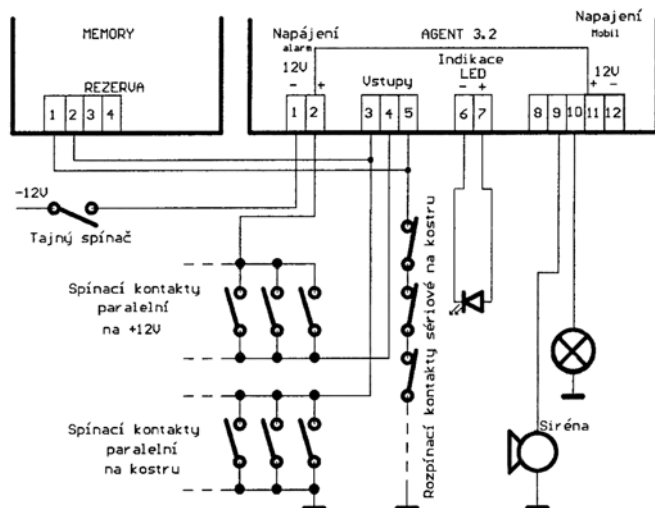 MEMORY
REZERVA
1 2 3 4
Napájení
alarm
12V
- +
AGENT 3.2
Vstupy
Indikace
LED
- +
Napajení
Mobil
12V
+ -
1 2 3 4 5 6 7 8 9 10 11 12
-12V
Tajný spínač
Spínací kontakty
paralelní
na +12V
Spínací kontakty
paralelní
na kostru
Rozpínací kontakty sériové na kostru
Siréna